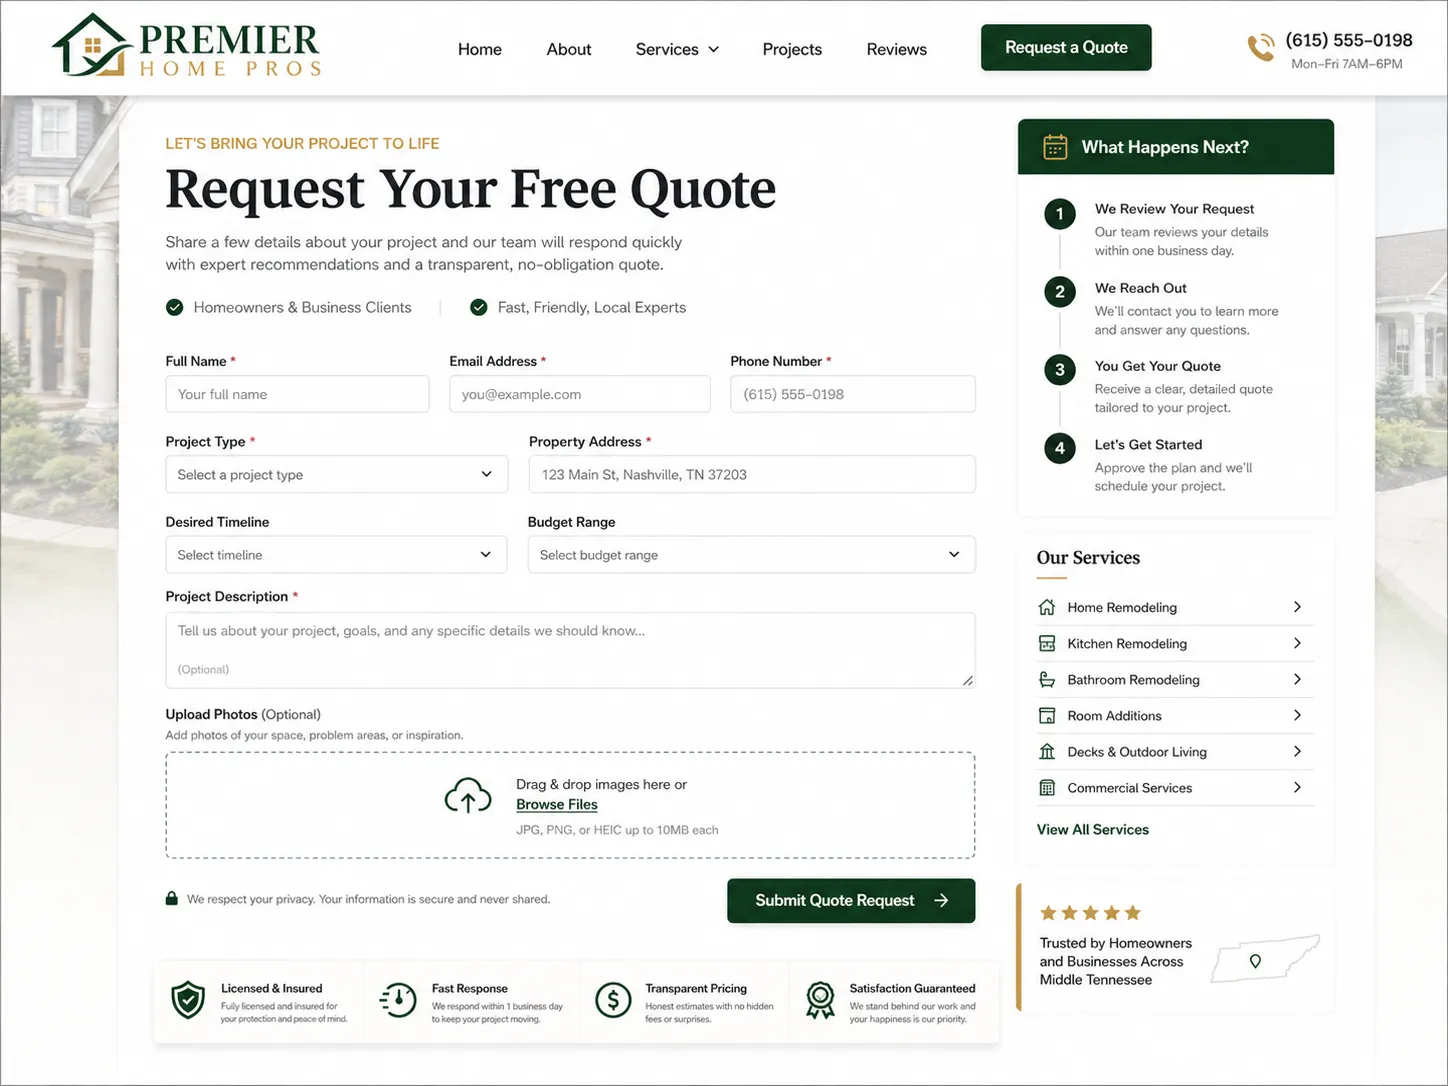 PREMIER
HOME PROS
Home
About
Services
Projects
Reviews
Request a Quote
(615) 555-0198
Mon–Fri 7AM–6PM
LET'S BRING YOUR PROJECT TO LIFE
Request Your Free Quote
Share a few details about your project and our team will respond quickly
with expert recommendations and a transparent, no-obligation quote.
Homeowners & Business Clients
Fast, Friendly, Local Experts
Full Name *
Your full name
Email Address *
you@example.com
Phone Number *
(615) 555-0198
Project Type *
Select a project type
Property Address *
123 Main St, Nashville, TN 37203
Desired Timeline
Select timeline
Budget Range
Select budget range
Project Description *
Tell us about your project, goals, and any specific details we should know...
(Optional)
Upload Photos (Optional)
Add photos of your space, problem areas, or inspiration.
Drag & drop images here or
Browse Files
JPG, PNG, or HEIC up to 10MB each
We respect your privacy. Your information is secure and never shared.
Submit Quote Request
Licensed & Insured
Fully licensed and insured for
your protection and peace of mind.
Fast Response
We respond within 1 business day
to keep your project moving.
$
Transparent Pricing
Honest estimates with no hidden
fees or surprises.
Satisfaction Guaranteed
We stand behind our work and
your happiness is our priority.
What Happens Next?
1
We Review Your Request
Our team reviews your details
within one business day.
2
We Reach Out
We'll contact you to learn more
and answer any questions.
3
You Get Your Quote
Receive a clear, detailed quote
tailored to your project.
4
Let's Get Started
Approve the plan and we'll
schedule your project.
Our Services
Home Remodeling
Kitchen Remodeling
Bathroom Remodeling
Room Additions
Decks & Outdoor Living
Commercial Services
View All Services
Trusted by Homeowners
and Businesses Across
Middle Tennessee